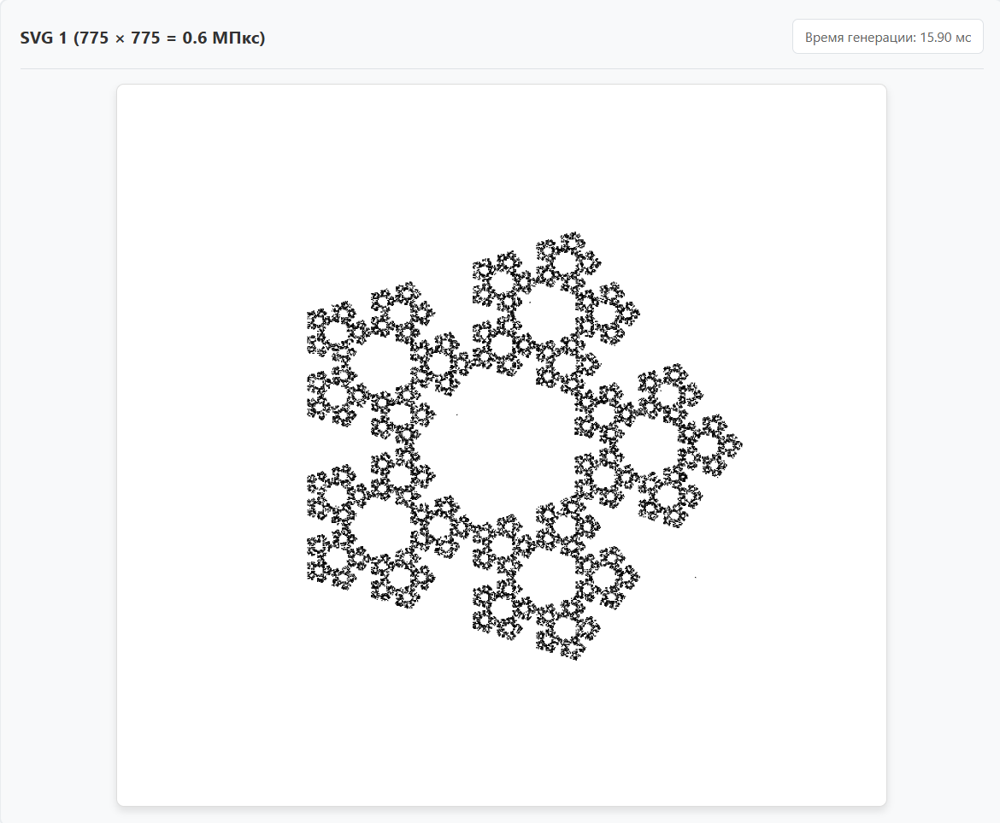 SVG 1 (775 × 775 = 0.6 МПкс)
Время генерации: 15.90 мс